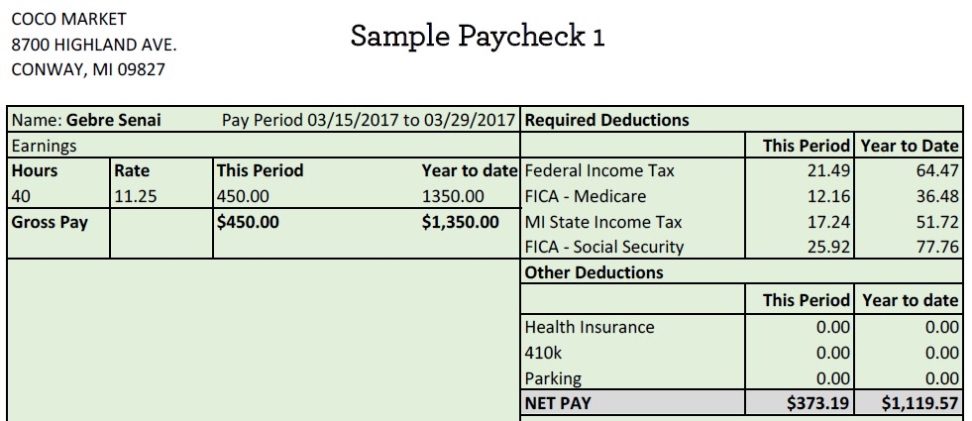 COCO MARKET
8700 HIGHLAND AVE.
CONWAY, MI 09827
Sample Paycheck 1
Name: Gebre Senai Pay Period 03/15/2017 to 03/29/2017
Earnings
Hours Rate This Period Year to date
40 11.25 450.00 1350.00
Gross Pay $450.00 $1,350.00
Required Deductions
This Period Year to Date
Federal Income Tax 21.49 64.47
FICA - Medicare 12.16 36.48
MI State Income Tax 17.24 51.72
FICA - Social Security 25.92 77.76
Other Deductions
This Period Year to date
Health Insurance 0.00 0.00
410k 0.00 0.00
Parking 0.00 0.00
NET PAY $373.19 $1,119.57